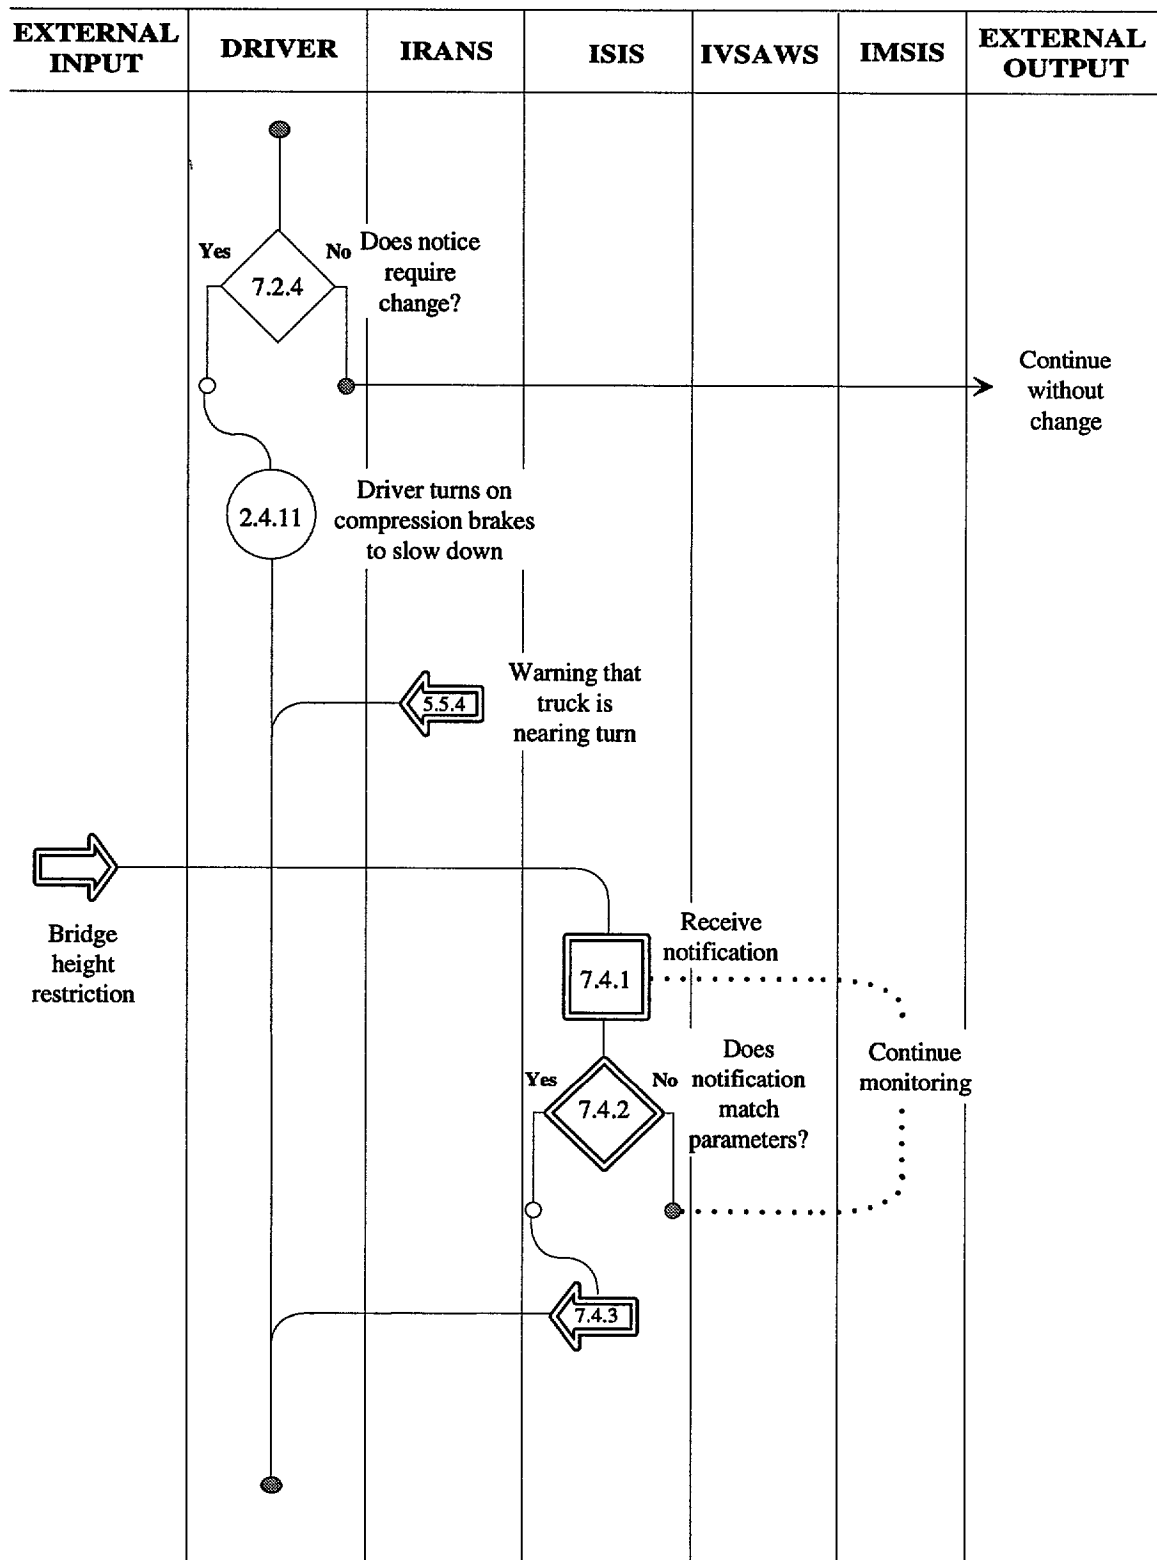 EXTERNAL
INPUT
DRIVER
IRANS
ISIS
IVSAWS
IMSIS
EXTERNAL
OUTPUT
Yes
No
Does notice
require
change?
7.2.4
Continue
without
change
2.4.11
Driver turns on
compression brakes
to slow down
5.5.4
Warning that
truck is
nearing turn
Bridge
height
restriction
Receive
notification
7.4.1
Yes
No
Does
notification
match
parameters?
7.4.2
Continue
monitoring
7.4.3